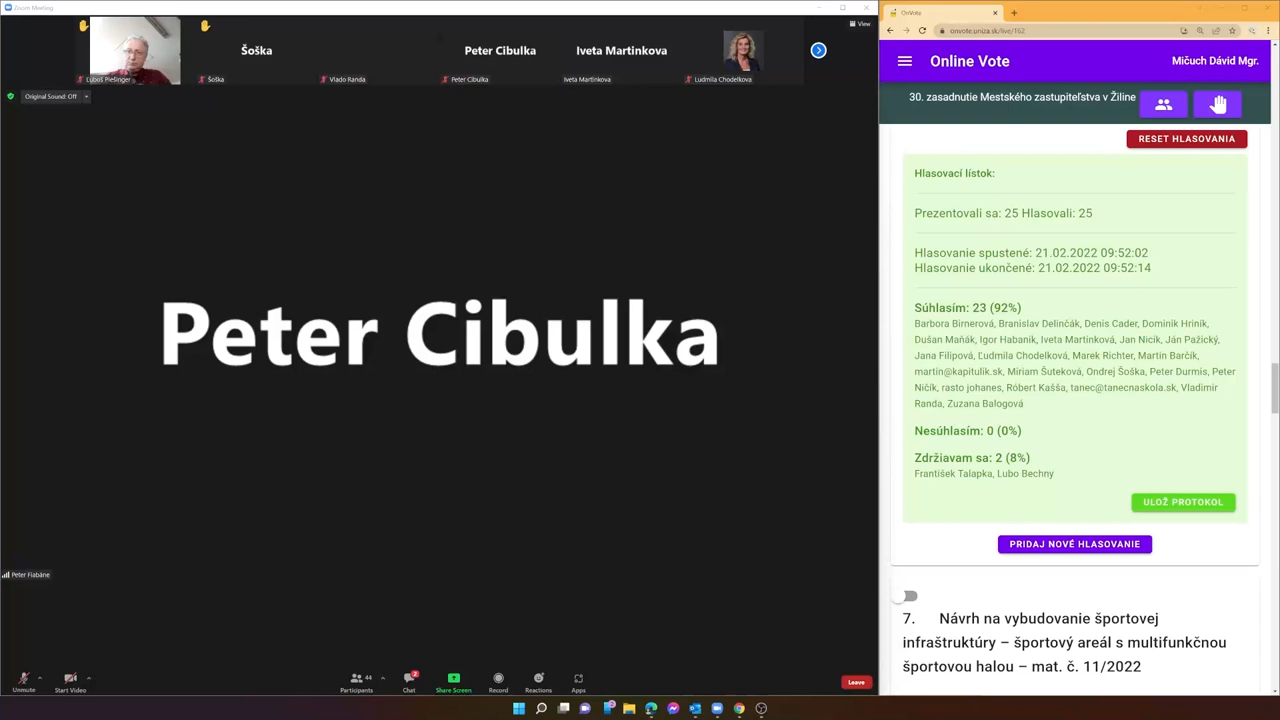 Zoom Meeting
View
Šoška
Peter Cibulka
Iveta Martinkova
Ľuboš Plešinger
Šoška
Vlado Randa
Peter Cibulka
Iveta Martinkova
Ludmila Chodelkova
Original Sound: Off
Peter Cibulka
Peter Fiabáne
Unmute
Start Video
44
Participants
2
Chat
Share Screen
Record
Reactions
Apps
Leave
OnVote
onvote.uniza.sk/live/162
Online Vote
Mičuch Dávid Mgr.
30. zasadnutie Mestského zastupiteľstva v Žiline
RESET HLASOVANIA
Hlasovací lístok:
Prezentovali sa: 25 Hlasovali: 25
Hlasovanie spustené: 21.02.2022 09:52:02
Hlasovanie ukončené: 21.02.2022 09:52:14
Súhlasím: 23 (92%)
Barbora Birnerová, Branislav Delinčák, Denis Cader, Dominik Hriník,
Dušan Maňák, Igor Habaník, Iveta Martinková, Jan Nicík, Ján Pažický,
Jana Filipová, Ľudmila Chodelková, Marek Richter, Martin Barčík,
martin@kapitulik.sk, Miriam Šuteková, Ondrej Šoška, Peter Durmis, Peter
Ničík, rasto johanes, Róbert Kašša, tanec@tanecnaskola.sk, Vladimir
Randa, Zuzana Balogová
Nesúhlasím: 0 (0%)
Zdržiavam sa: 2 (8%)
František Talapka, Lubo Bechny
ULOŽ PROTOKOL
PRIDAJ NOVÉ HLASOVANIE
7. Návrh na vybudovanie športovej
infraštruktúry – športový areál s multifunkčnou
športovou halou – mat. č. 11/2022